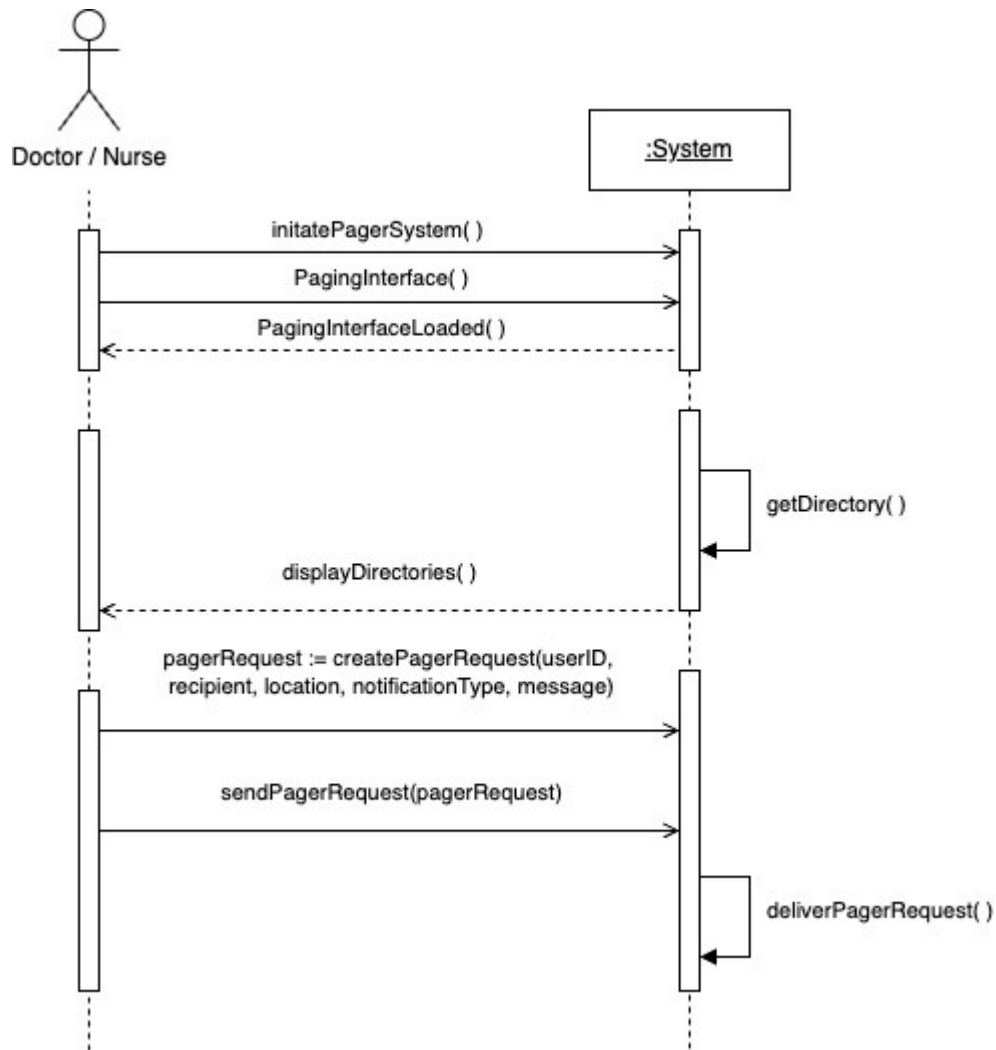 Doctor / Nurse
:System
initatePagerSystem( )
PagingInterface( )
PagingInterfaceLoaded( )
getDirectory( )
displayDirectories( )
pagerRequest := createPagerRequest(userID,
recipient, location, notificationType, message)
sendPagerRequest(pagerRequest)
deliverPagerRequest( )